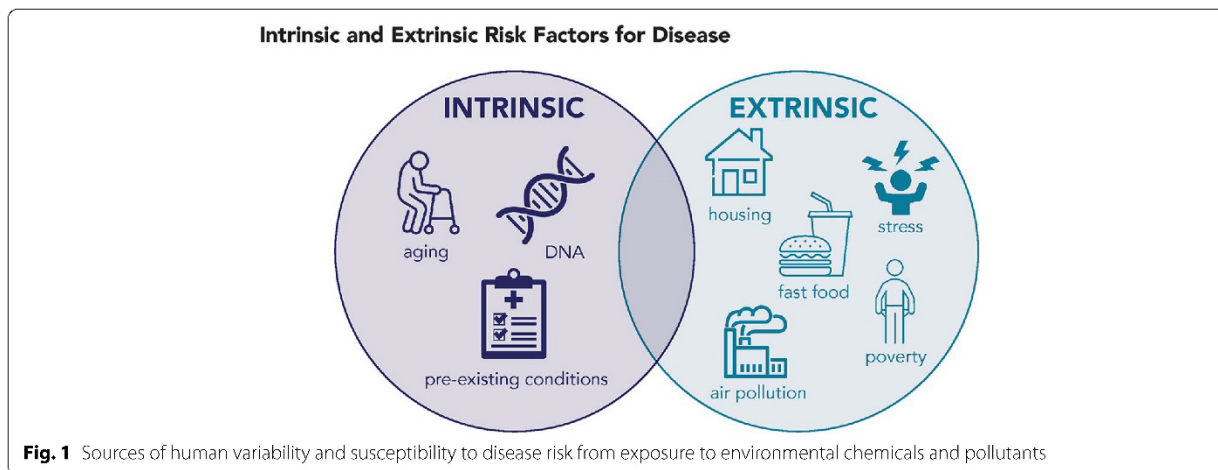 Intrinsic and Extrinsic Risk Factors for Disease
INTRINSIC
aging
DNA
pre-existing conditions
EXTRINSIC
housing
stress
fast food
poverty
air pollution
Fig. 1 Sources of human variability and susceptibility to disease risk from exposure to environmental chemicals and pollutants